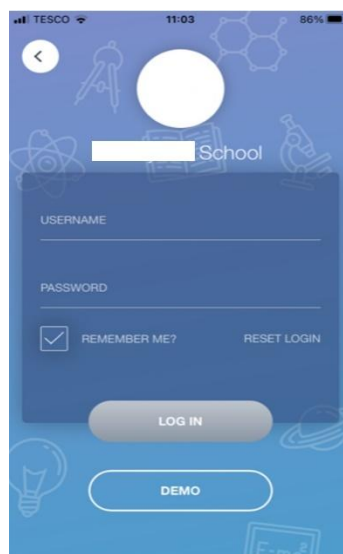 TESCO 11:03 86%
School
USERNAME
PASSWORD
REMEMBER ME? RESET LOGIN
LOG IN
DEMO